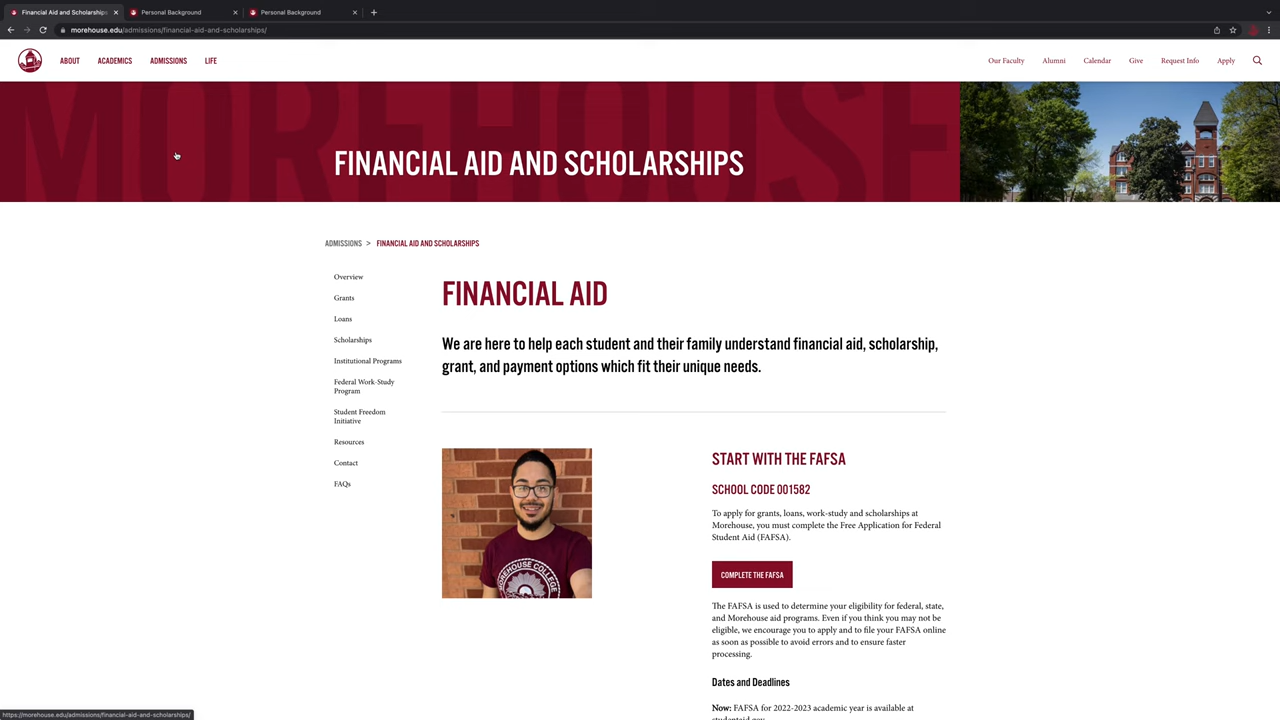 Financial Aid and Scholarships
Personal Background
Personal Background
morehouse.edu/admissions/financial-aid-and-scholarships/
ABOUT
ACADEMICS
ADMISSIONS
LIFE
Our Faculty
Alumni
Calendar
Give
Request Info
Apply
MOREHOUSE
FINANCIAL AID AND SCHOLARSHIPS
ADMISSIONS > FINANCIAL AID AND SCHOLARSHIPS
Overview
Grants
Loans
Scholarships
Institutional Programs
Federal Work-Study
Program
Student Freedom
Initiative
Resources
Contact
FAQs
FINANCIAL AID
We are here to help each student and their family understand financial aid, scholarship,
grant, and payment options which fit their unique needs.
MOREHOUSE COLLEGE
START WITH THE FAFSA
SCHOOL CODE 001582
To apply for grants, loans, work-study and scholarships at
Morehouse, you must complete the Free Application for Federal
Student Aid (FAFSA).
COMPLETE THE FAFSA
The FAFSA is used to determine your eligibility for federal, state,
and Morehouse aid programs. Even if you think you may not be
eligible, we encourage you to apply and to file your FAFSA online
as soon as possible to avoid errors and to ensure faster
processing.
Dates and Deadlines
Now: FAFSA for 2022-2023 academic year is available at
studentaid.gov
https://morehouse.edu/admissions/financial-aid-and-scholarships/